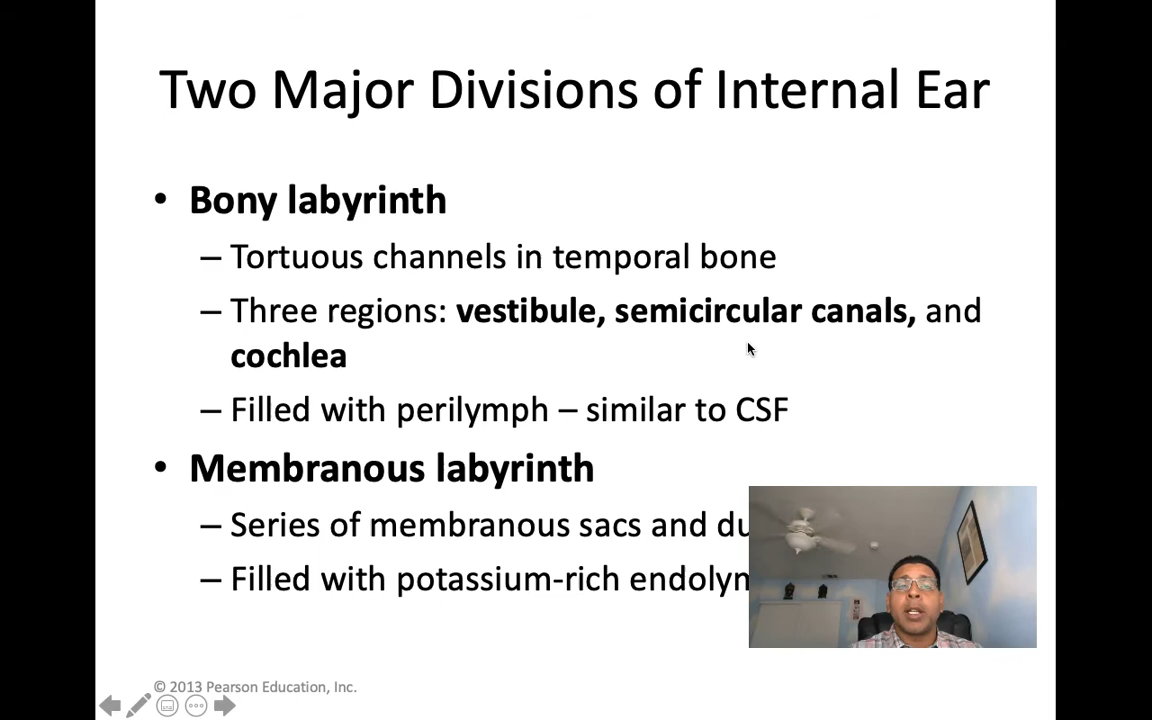 Two Major Divisions of Internal Ear
• Bony labyrinth
– Tortuous channels in temporal bone
– Three regions: vestibule, semicircular canals, and
cochlea
– Filled with perilymph – similar to CSF
• Membranous labyrinth
– Series of membranous sacs and
– Filled with potassium-rich
© 2013 Pearson Education, Inc.